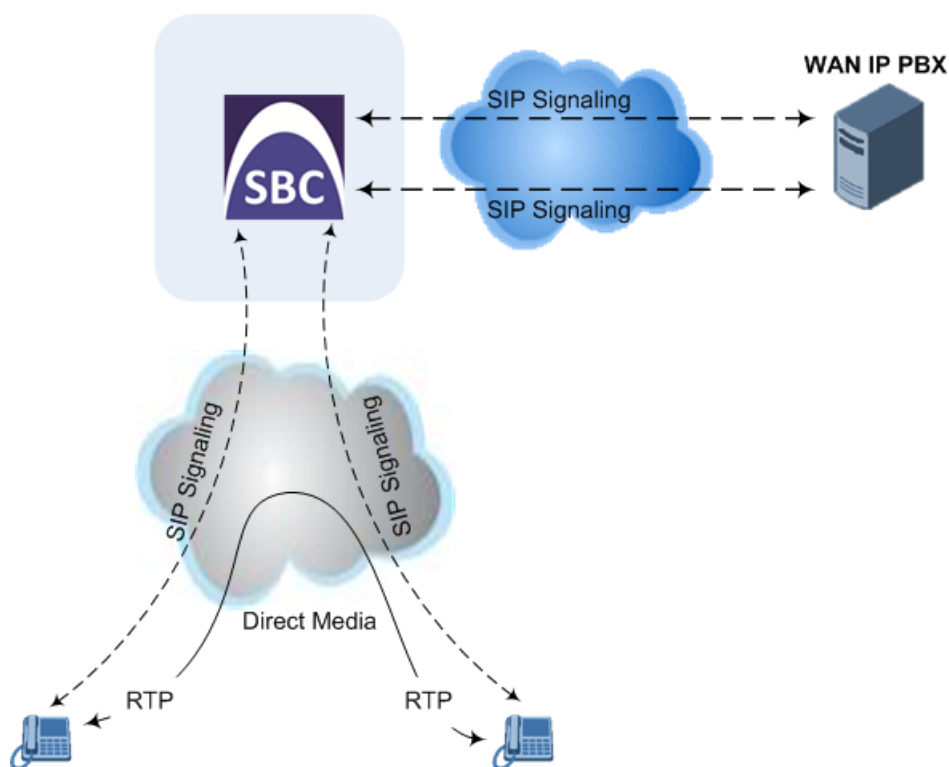 WAN IP PBX
SIP Signaling
SBC
SIP Signaling
SIP Signaling
SIP Signaling
Direct Media
RTP
RTP